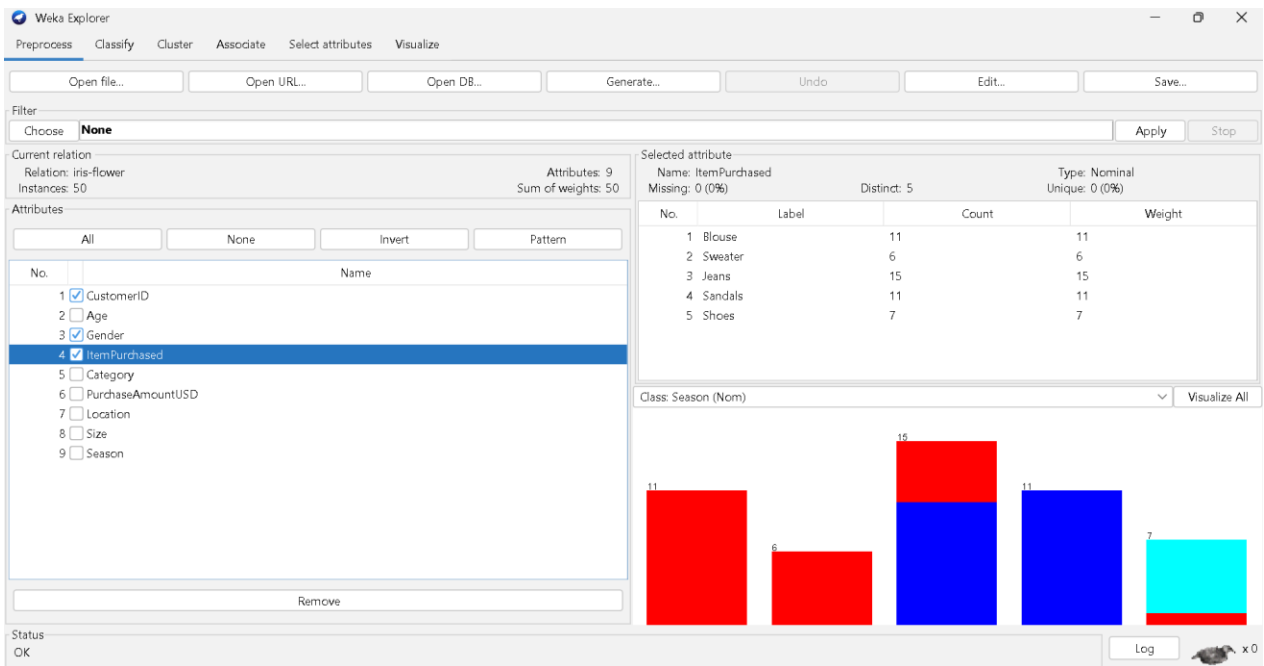 Weka Explorer
Preprocess Classify Cluster Associate Select attributes Visualize
Open file... Open URL... Open DB... Generate... Undo Edit... Save...
Filter
Choose None Apply Stop
Current relation
Relation: iris-flower Attributes: 9
Instances: 50 Sum of weights: 50
Attributes
All None Invert Pattern
No. Name
1 CustomerID
2 Age
3 Gender
4 ItemPurchased
5 Category
6 PurchaseAmountUSD
7 Location
8 Size
9 Season
Remove
Selected attribute
Name: ItemPurchased Type: Nominal
Missing: 0 (0%) Distinct: 5 Unique: 0 (0%)
No. Label Count Weight
1 Blouse 11 11
2 Sweater 6 6
3 Jeans 15 15
4 Sandals 11 11
5 Shoes 7 7
Class: Season (Nom) Visualize All
11 6 15 11 7
Status
OK Log x 0